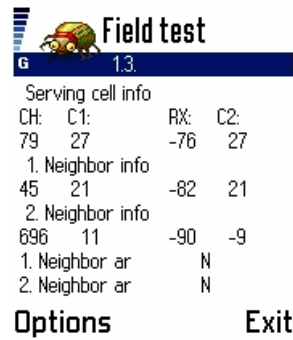 Field test
G 1.3.
Serving cell info
CH: C1: RX: C2:
79 27 -76 27
1. Neighbor info
45 21 -82 21
2. Neighbor info
696 11 -90 -9
1. Neighbor ar N
2. Neighbor ar N
Options Exit